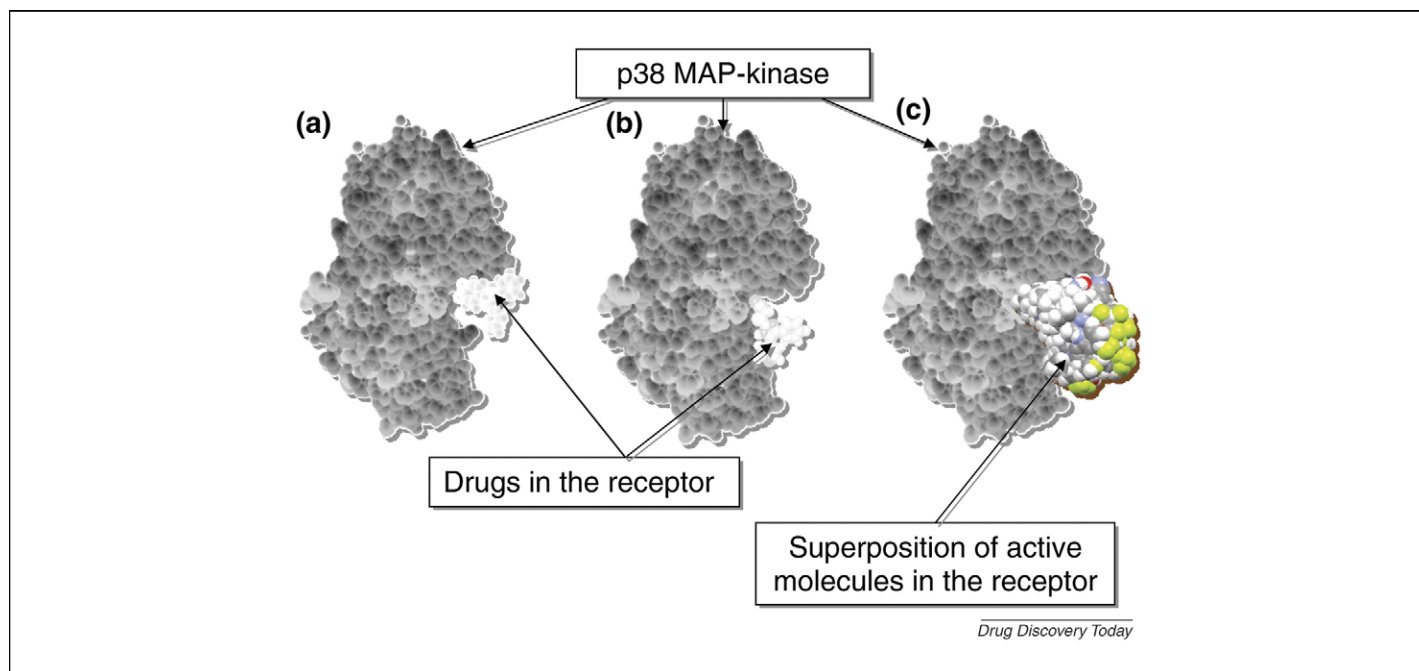 p38 MAP-kinase
(a)
(b)
(c)
Drugs in the receptor
Superposition of active
molecules in the receptor
Drug Discovery Today